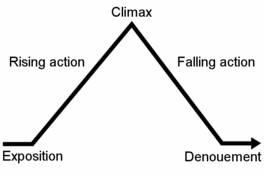 Climax
Rising action
Falling action
Exposition
Denouement